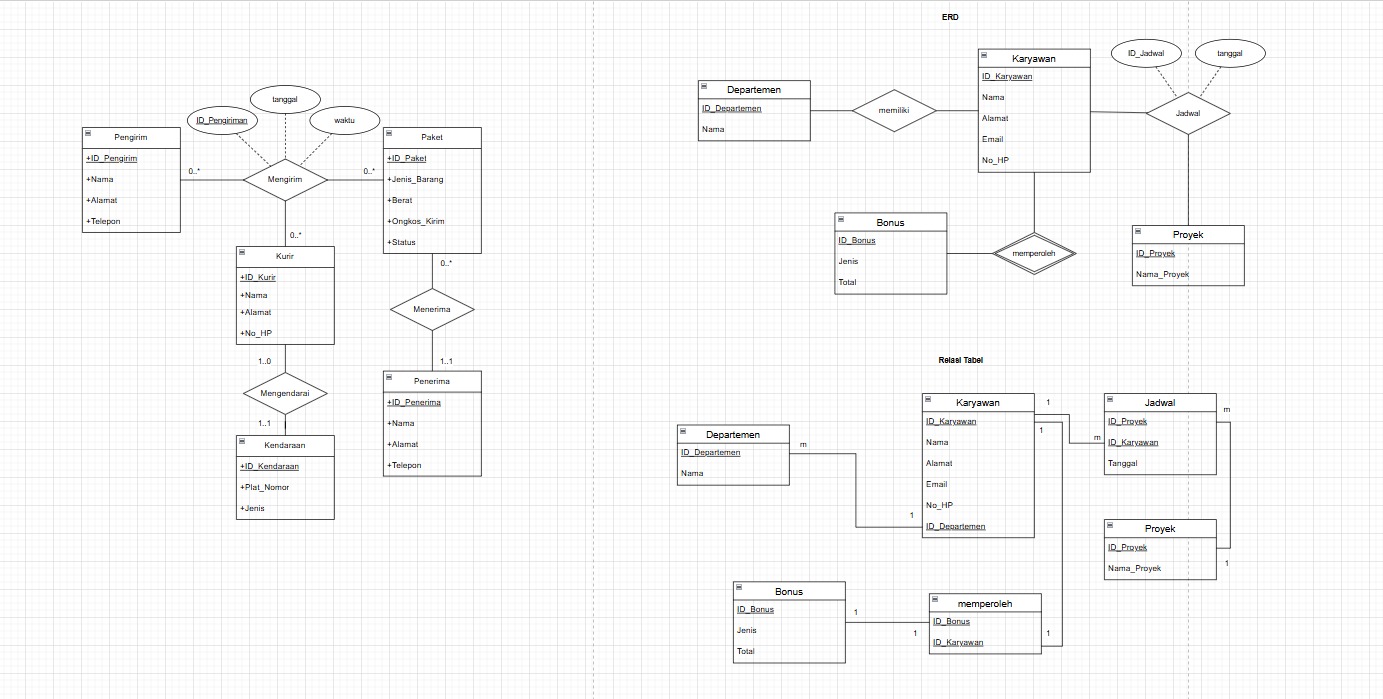 tanggal
ID_Pengiriman
waktu
Pengirim
+ID_Pengirim
+Nama
+Alamat
+Telepon
0..*
Mengirim
0..*
Paket
+ID_Paket
+Jenis_Barang
+Berat
+Ongkos_Kirim
+Status
0..*
Kurir
+ID_Kurir
+Nama
+Alamat
+No_HP
0..*
Menerima
1..1
1..0
Mengendarai
1..1
Penerima
+ID_Penerima
+Nama
+Alamat
+Telepon
Kendaraan
+ID_Kendaraan
+Plat_Nomor
+Jenis
ERD
Departemen
ID_Departemen
Nama
memiliki
Karyawan
ID_Karyawan
Nama
Alamat
Email
No_HP
ID_Jadwal
tanggal
Jadwal
Bonus
ID_Bonus
Jenis
Total
memperoleh
Proyek
ID_Proyek
Nama_Proyek
Relasi Tabel
Departemen
ID_Departemen
Nama
m
1
Karyawan
ID_Karyawan
Nama
Alamat
Email
No_HP
ID_Departemen
1
1
m
Jadwal
ID_Proyek
ID_Karyawan
Tanggal
m
Proyek
ID_Proyek
Nama_Proyek
1
Bonus
ID_Bonus
Jenis
Total
1
1
memperoleh
ID_Bonus
ID_Karyawan
1